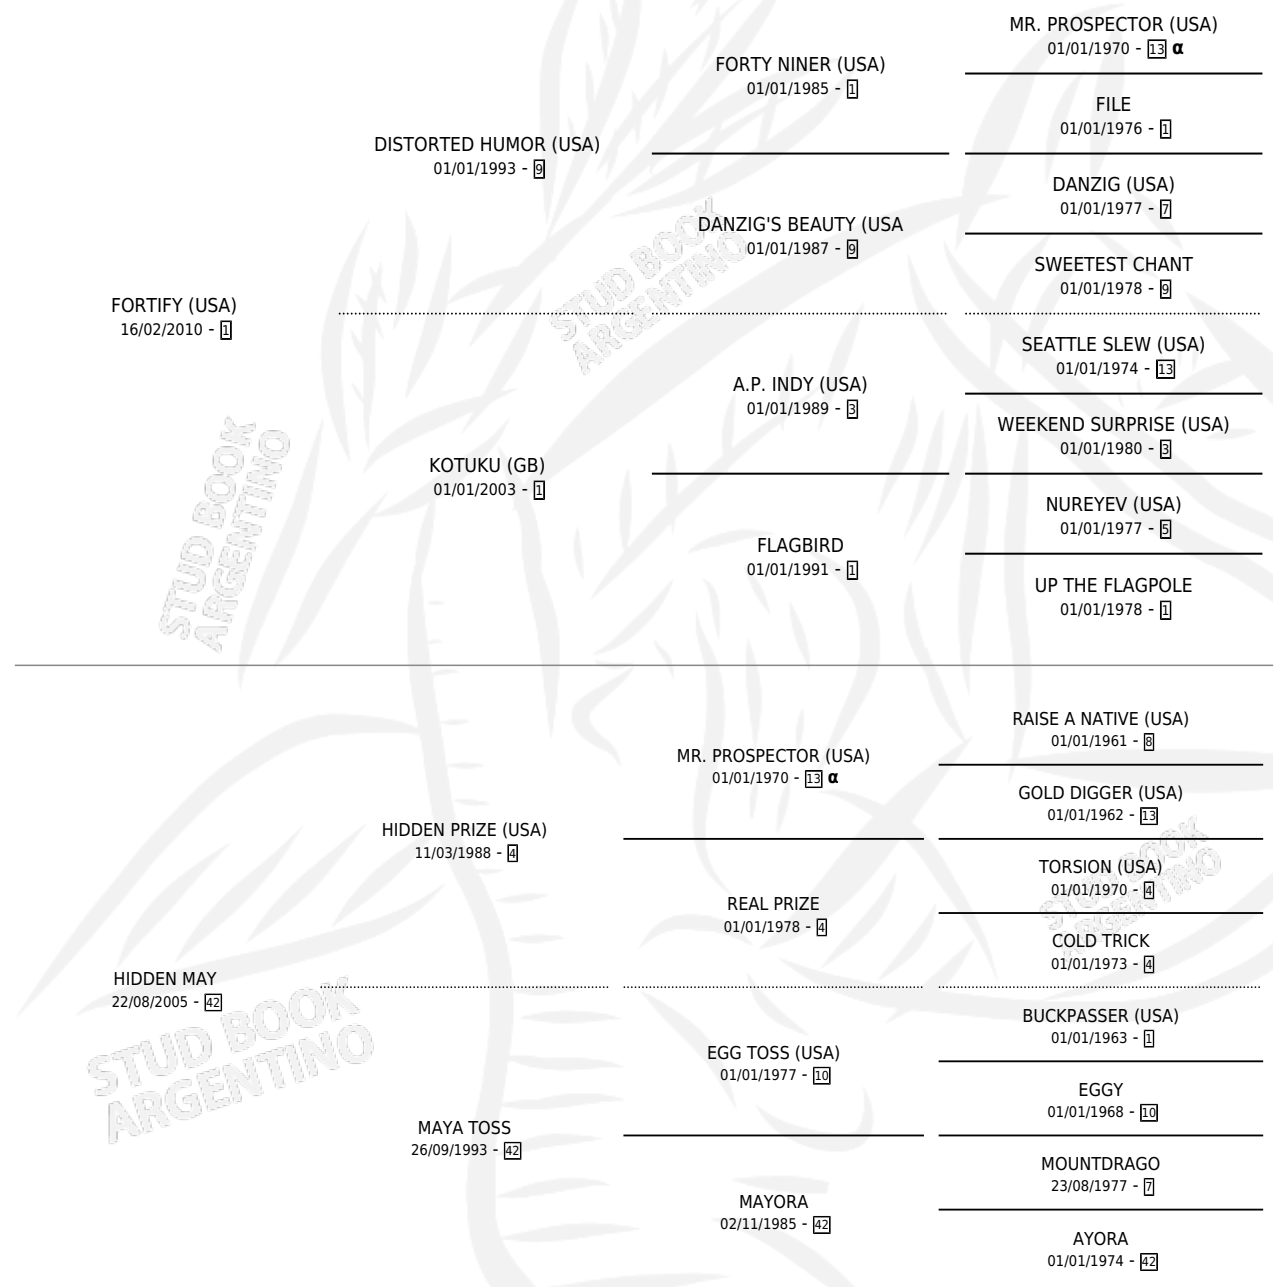 MR. PROSPECTOR (USA)
01/01/1970 - 13 α
FORTY NINER (USA)
01/01/1985 - 1
FILE
01/01/1976 - 1
DISTORTED HUMOR (USA)
01/01/1993 - 9
DANZIG (USA)
01/01/1977 - 7
DANZIG'S BEAUTY (USA
01/01/1987 - 9
SWEETEST CHANT
01/01/1978 - 9
FORTIFY (USA)
16/02/2010 - 1
SEATTLE SLEW (USA)
01/01/1974 - 13
A.P. INDY (USA)
01/01/1989 - 3
WEEKEND SURPRISE (USA)
01/01/1980 - 3
KOTUKU (GB)
01/01/2003 - 1
NUREYEV (USA)
01/01/1977 - 5
FLAGBIRD
01/01/1991 - 1
UP THE FLAGPOLE
01/01/1978 - 1
RAISE A NATIVE (USA)
01/01/1961 - 8
MR. PROSPECTOR (USA)
01/01/1970 - 13 α
GOLD DIGGER (USA)
01/01/1962 - 13
HIDDEN PRIZE (USA)
11/03/1988 - 4
TORSION (USA)
01/01/1970 - 4
REAL PRIZE
01/01/1978 - 4
COLD TRICK
01/01/1973 - 4
HIDDEN MAY
22/08/2005 - 42
BUCKPASSER (USA)
01/01/1963 - 1
EGG TOSS (USA)
01/01/1977 - 10
EGGY
01/01/1968 - 10
MAYA TOSS
26/09/1993 - 42
MOUNTDRAGO
23/08/1977 - 7
MAYORA
02/11/1985 - 42
AYORA
01/01/1974 - 42
STUD BOOK
ARGENTINO
STUD BOOK
ARGENTINO
STUD BOOK
ARGENTINO
STUD BOOK
ARGENTINO